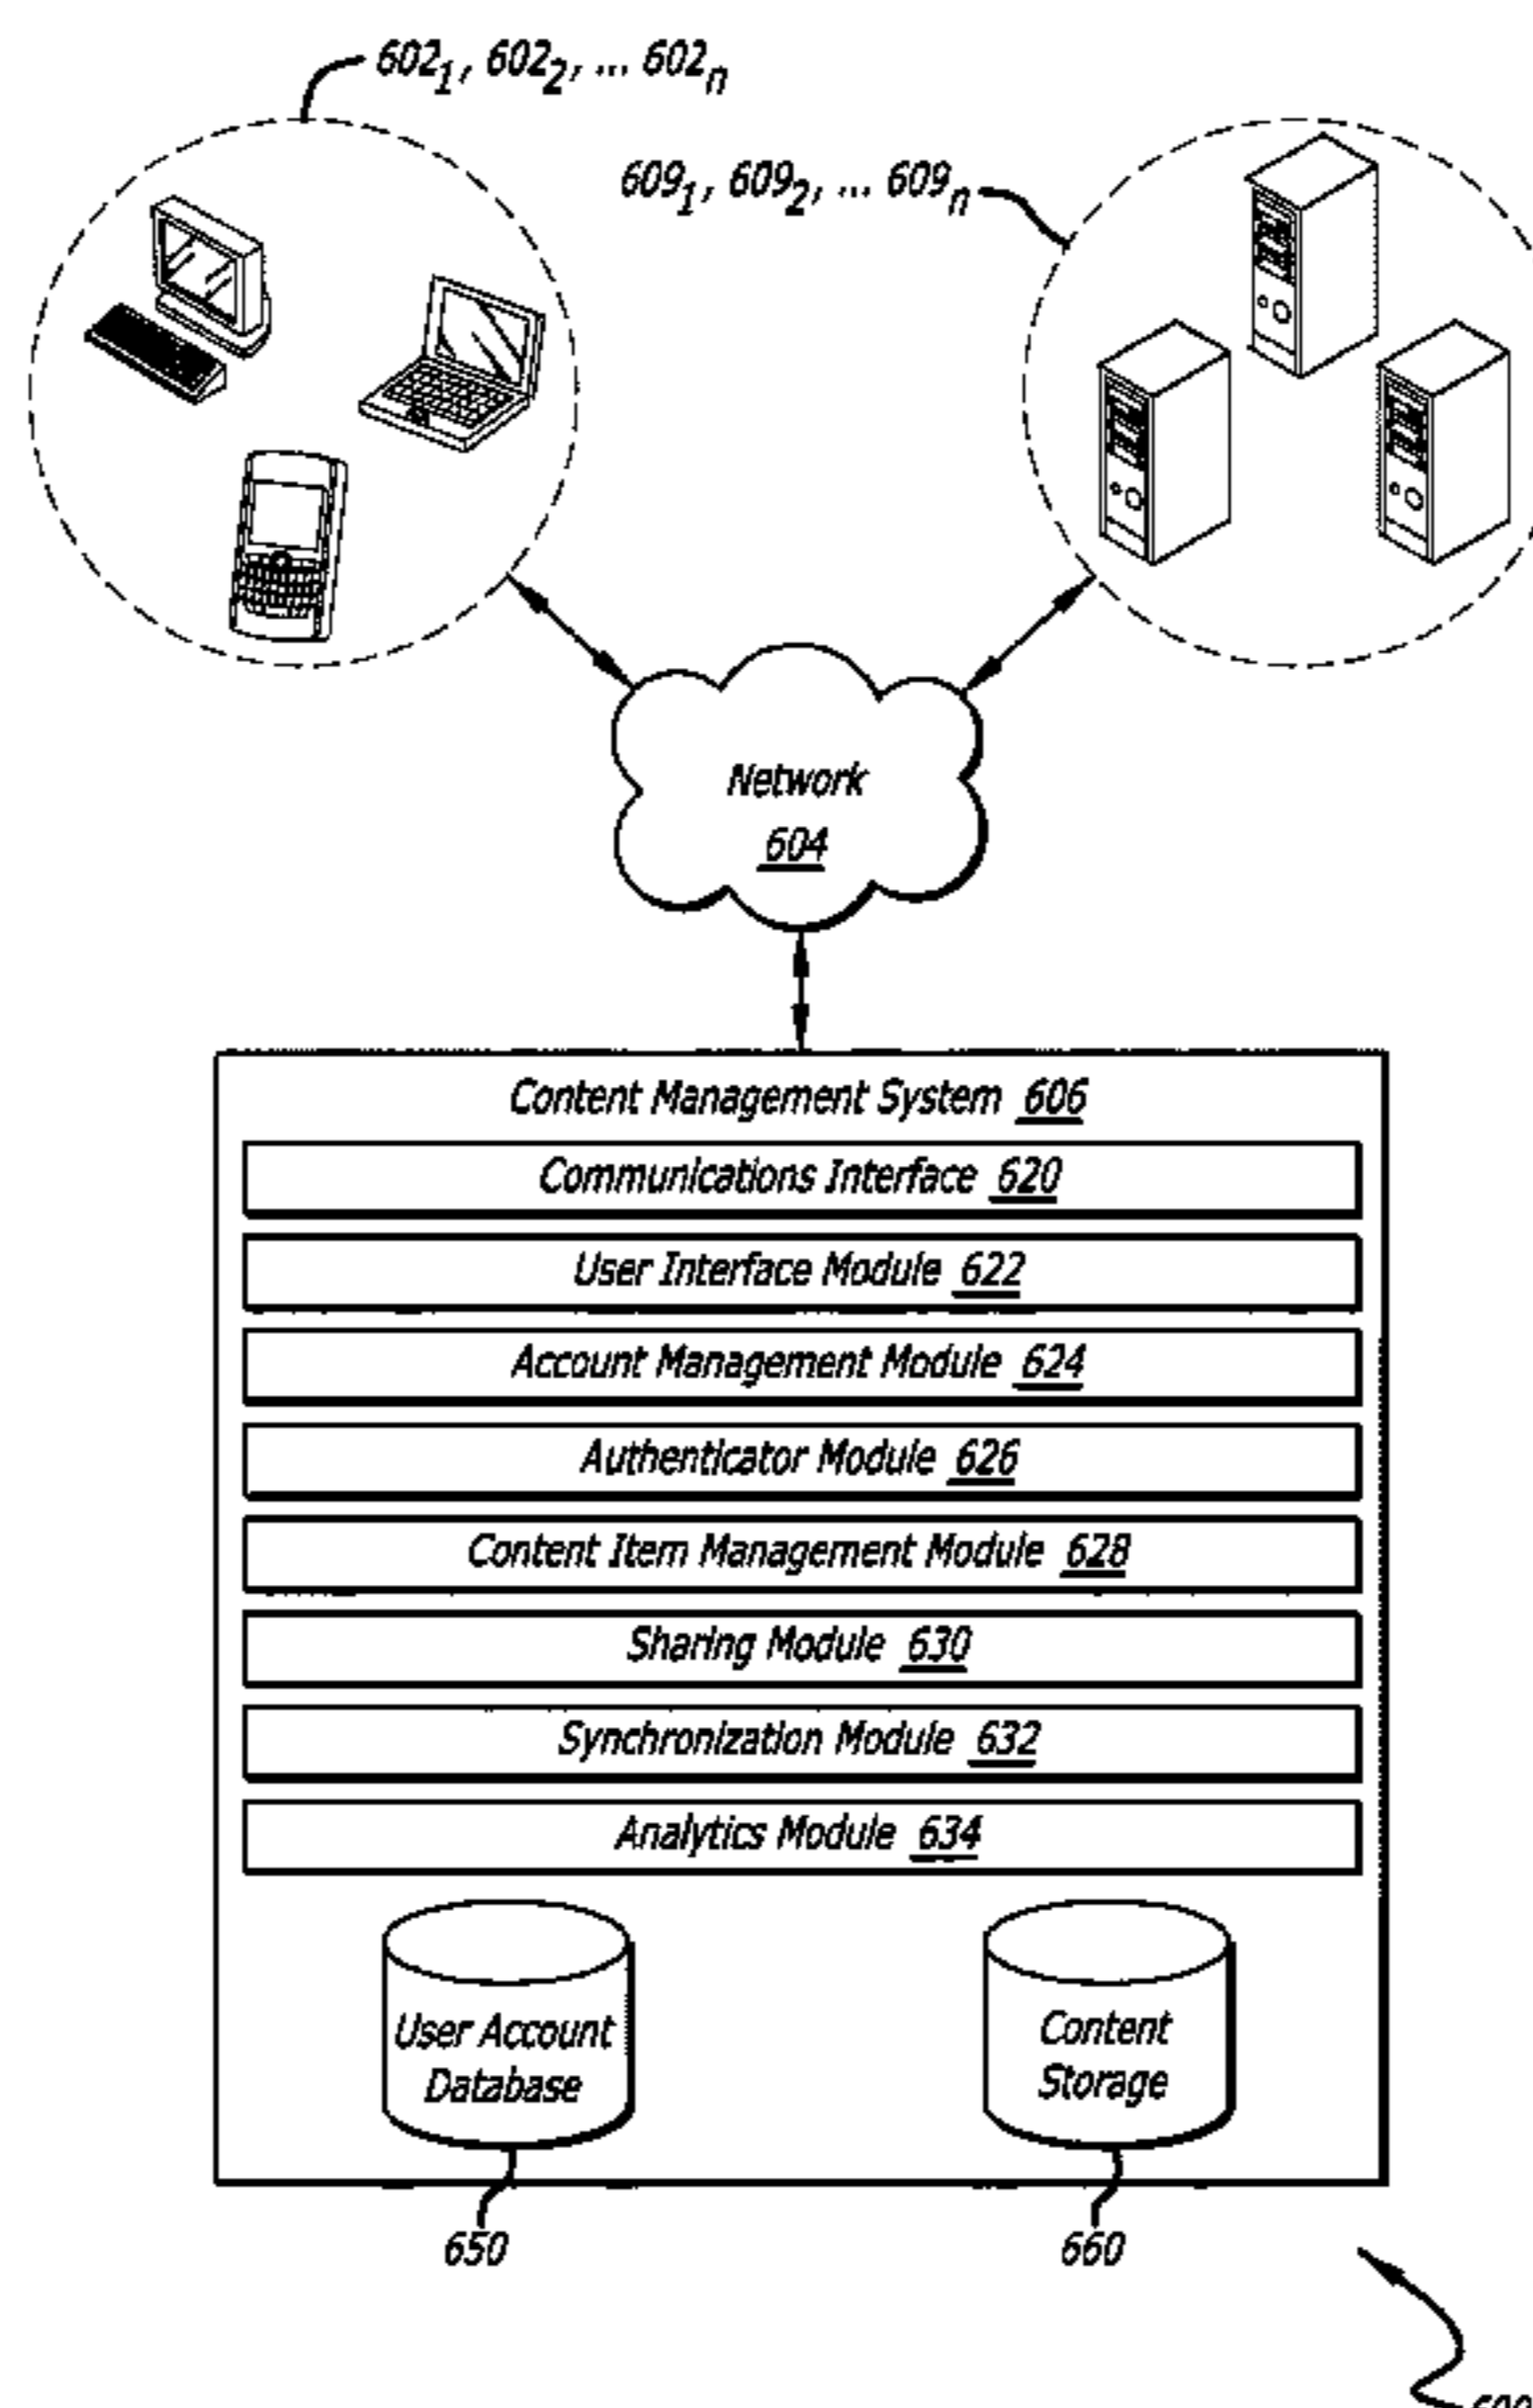 602₁, 602₂, ... 602ₙ
609₁, 609₂, ... 609ₙ
Network
604
Content Management System 606
Communications Interface 620
User Interface Module 622
Account Management Module 624
Authenticator Module 626
Content Item Management Module 628
Sharing Module 630
Synchronization Module 632
Analytics Module 634
User Account
Database
Content
Storage
650
660